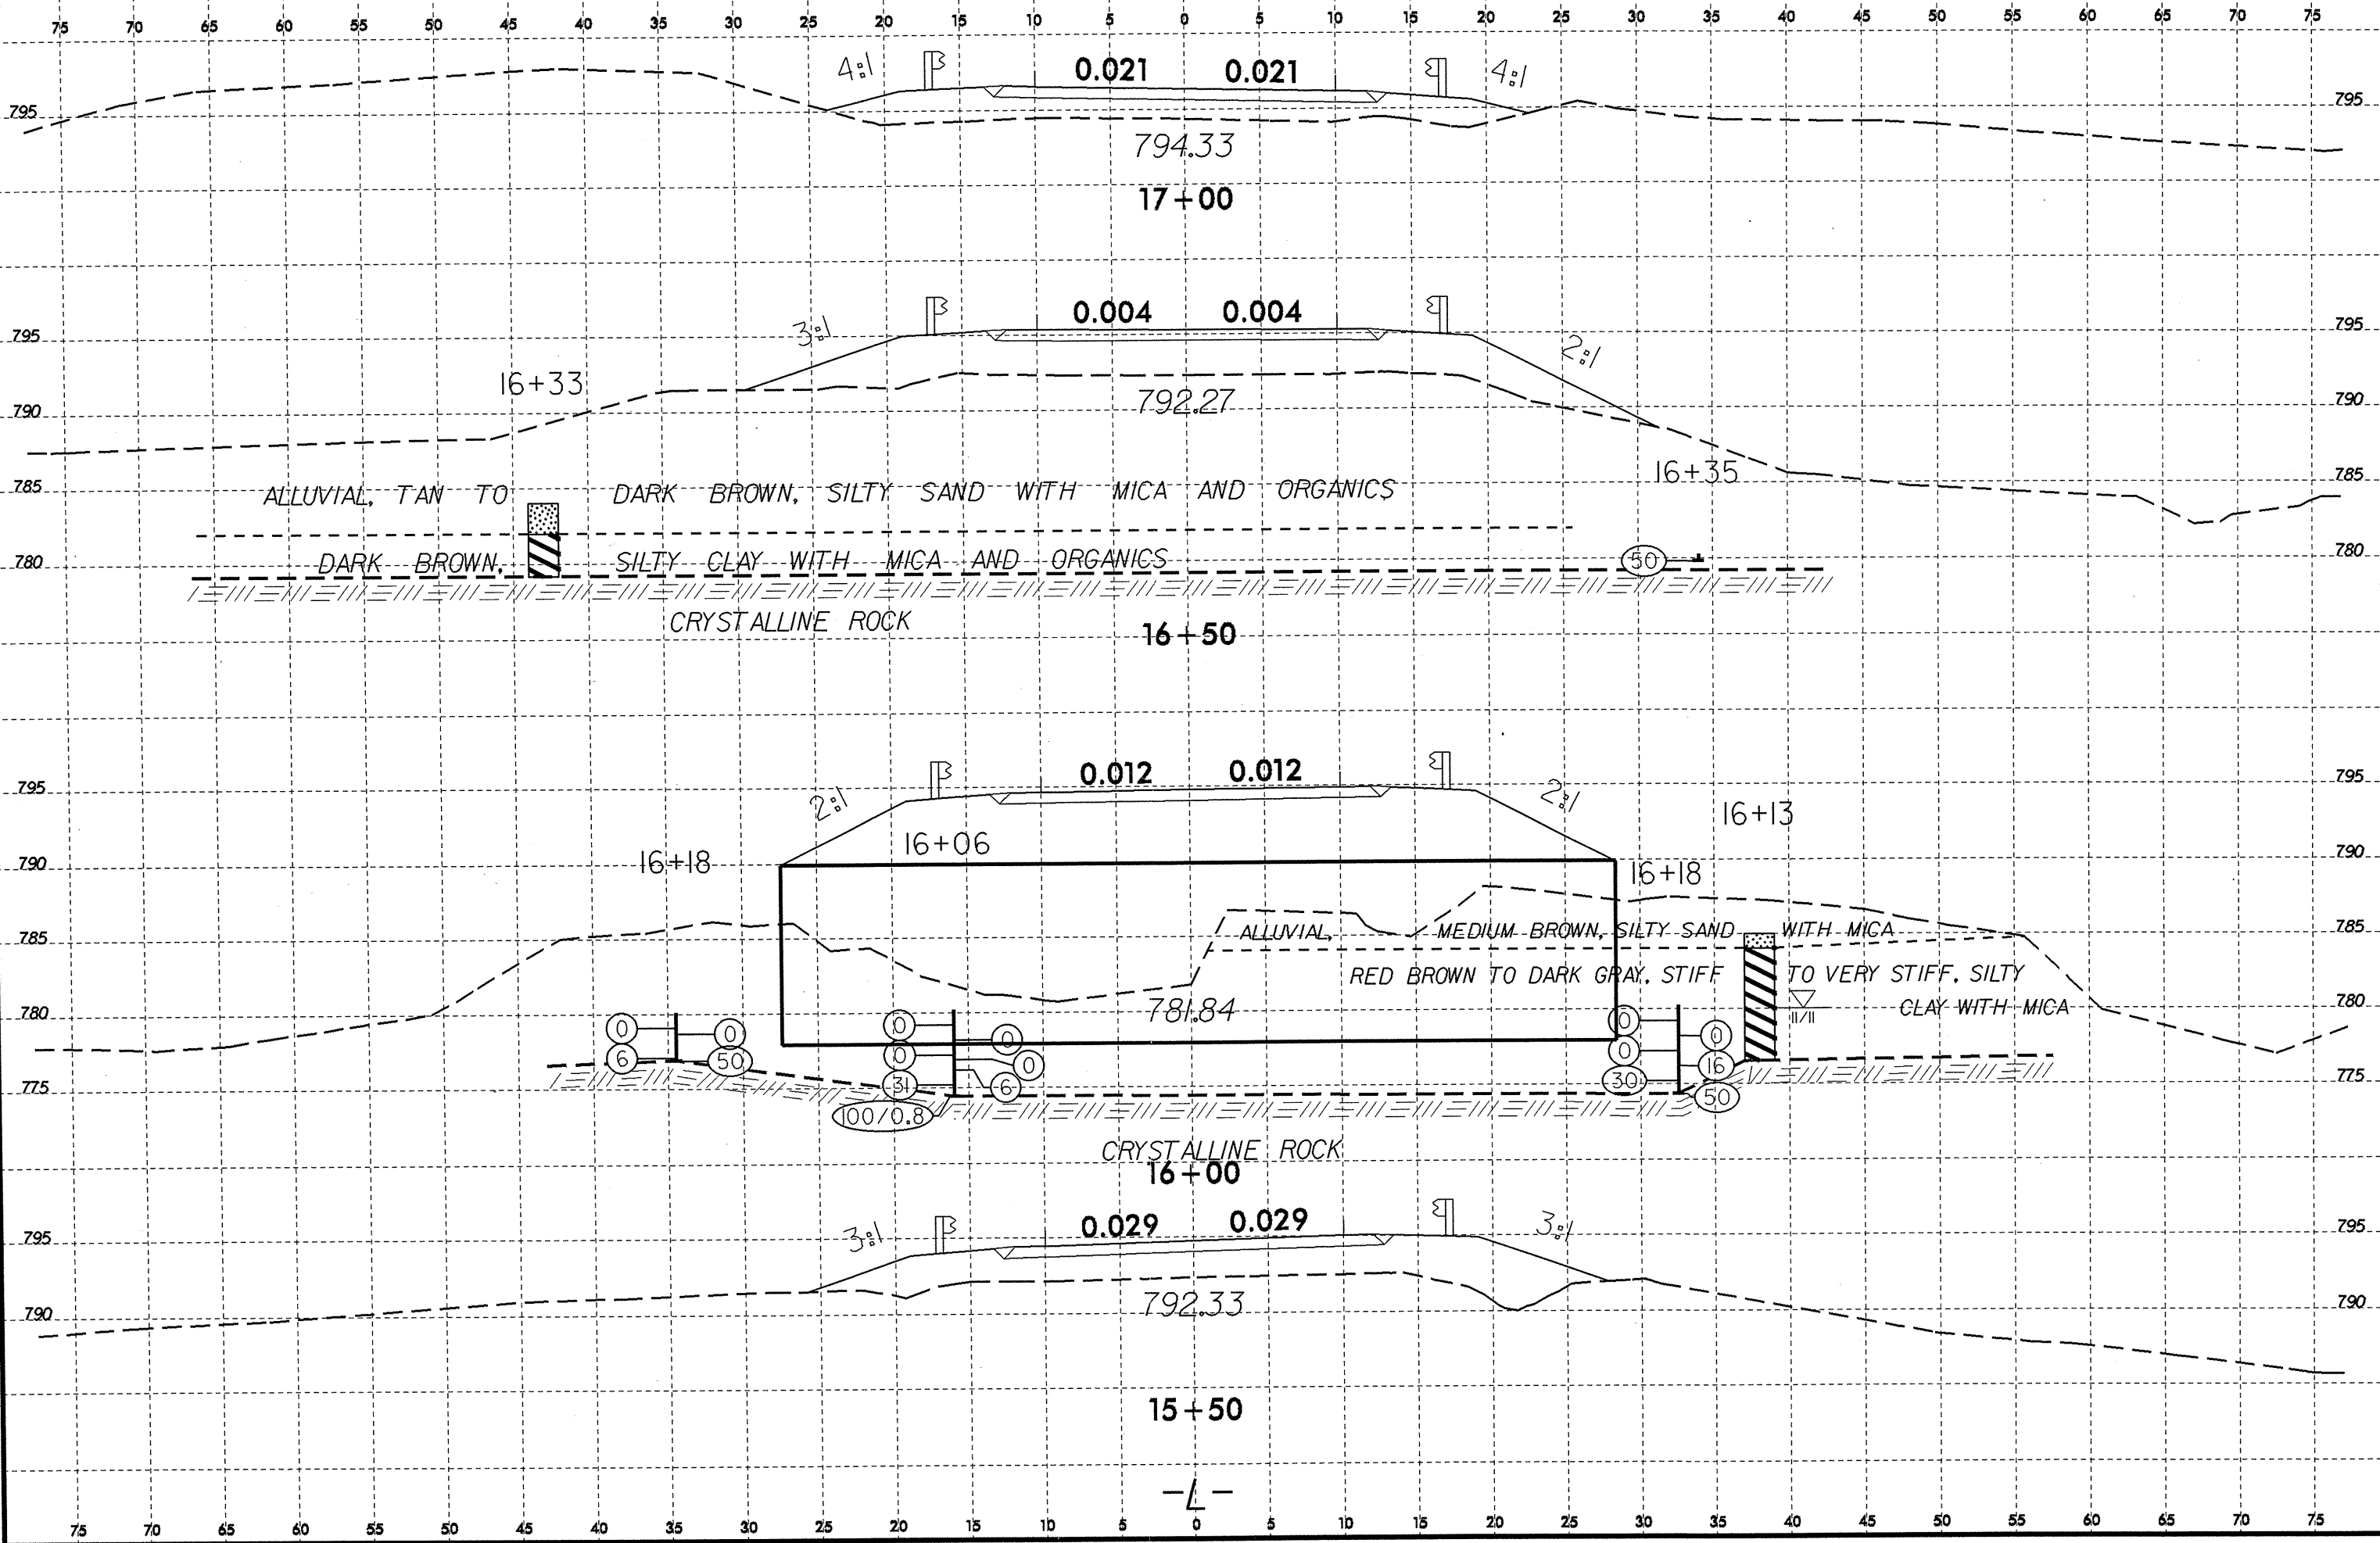 75 70 65 60 55 50 45 40 35 30 25 20 15 10 5 0 5 10 15 20 25 30 35 40 45 50 55 60 65 70 75
4:1 0.021 0.021 4:1
795 795
794.33
17+00
0.004 0.004
3:1 2:1
795 795
16+33
790 792.27 790
16+35
785 785
ALLUVIAL, TAN TO DARK BROWN, SILTY SAND WITH MICA AND ORGANICS
780 DARK BROWN, SILTY CLAY WITH MICA AND ORGANICS 50 780
CRYSTALLINE ROCK
16+50
0.012 0.012
795 795
2:1 2:1
16+13
16+18 16+06 16+18
790 790
785 785
ALLUVIAL, MEDIUM BROWN, SILTY SAND WITH MICA
RED BROWN TO DARK GRAY, STIFF TO VERY STIFF, SILTY
CLAY WITH MICA
780 781.84 11/11 780
0 0 0 0 0 0
6 50 0 0 0 16
775 31 6 30 50 775
100/0.8
CRYSTALLINE ROCK
16+00
0.029 0.029
3:1 3:1
795 795
790 792.33 790
15+50
-L-
75 70 65 60 55 50 45 40 35 30 25 20 15 10 5 0 5 10 15 20 25 30 35 40 45 50 55 60 65 70 75